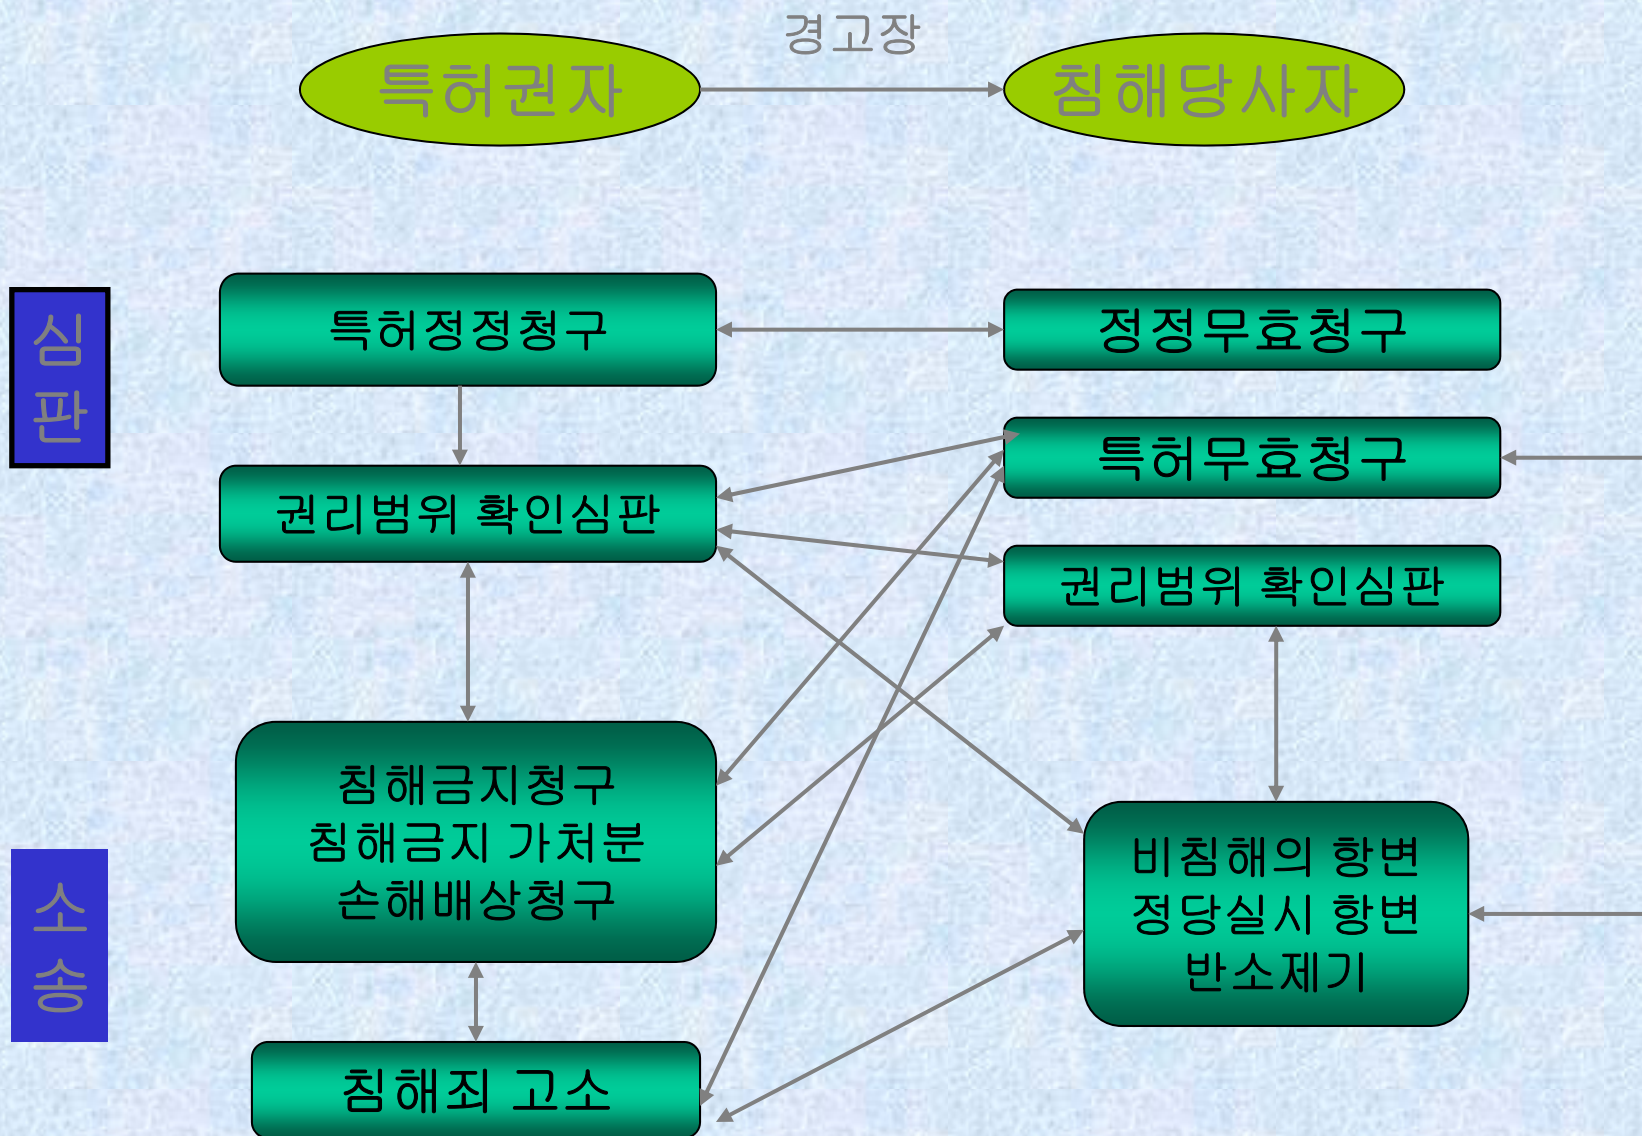 경고장
특허권자
침해당사자
심
판
특허정정청구
정정무효청구
특허무효청구
권리범위 확인심판
권리범위 확인심판
침해금지청구
침해금지 가처분
손해배상청구
비침해의 항변
정당실시 항변
반소제기
소
송
침해죄 고소